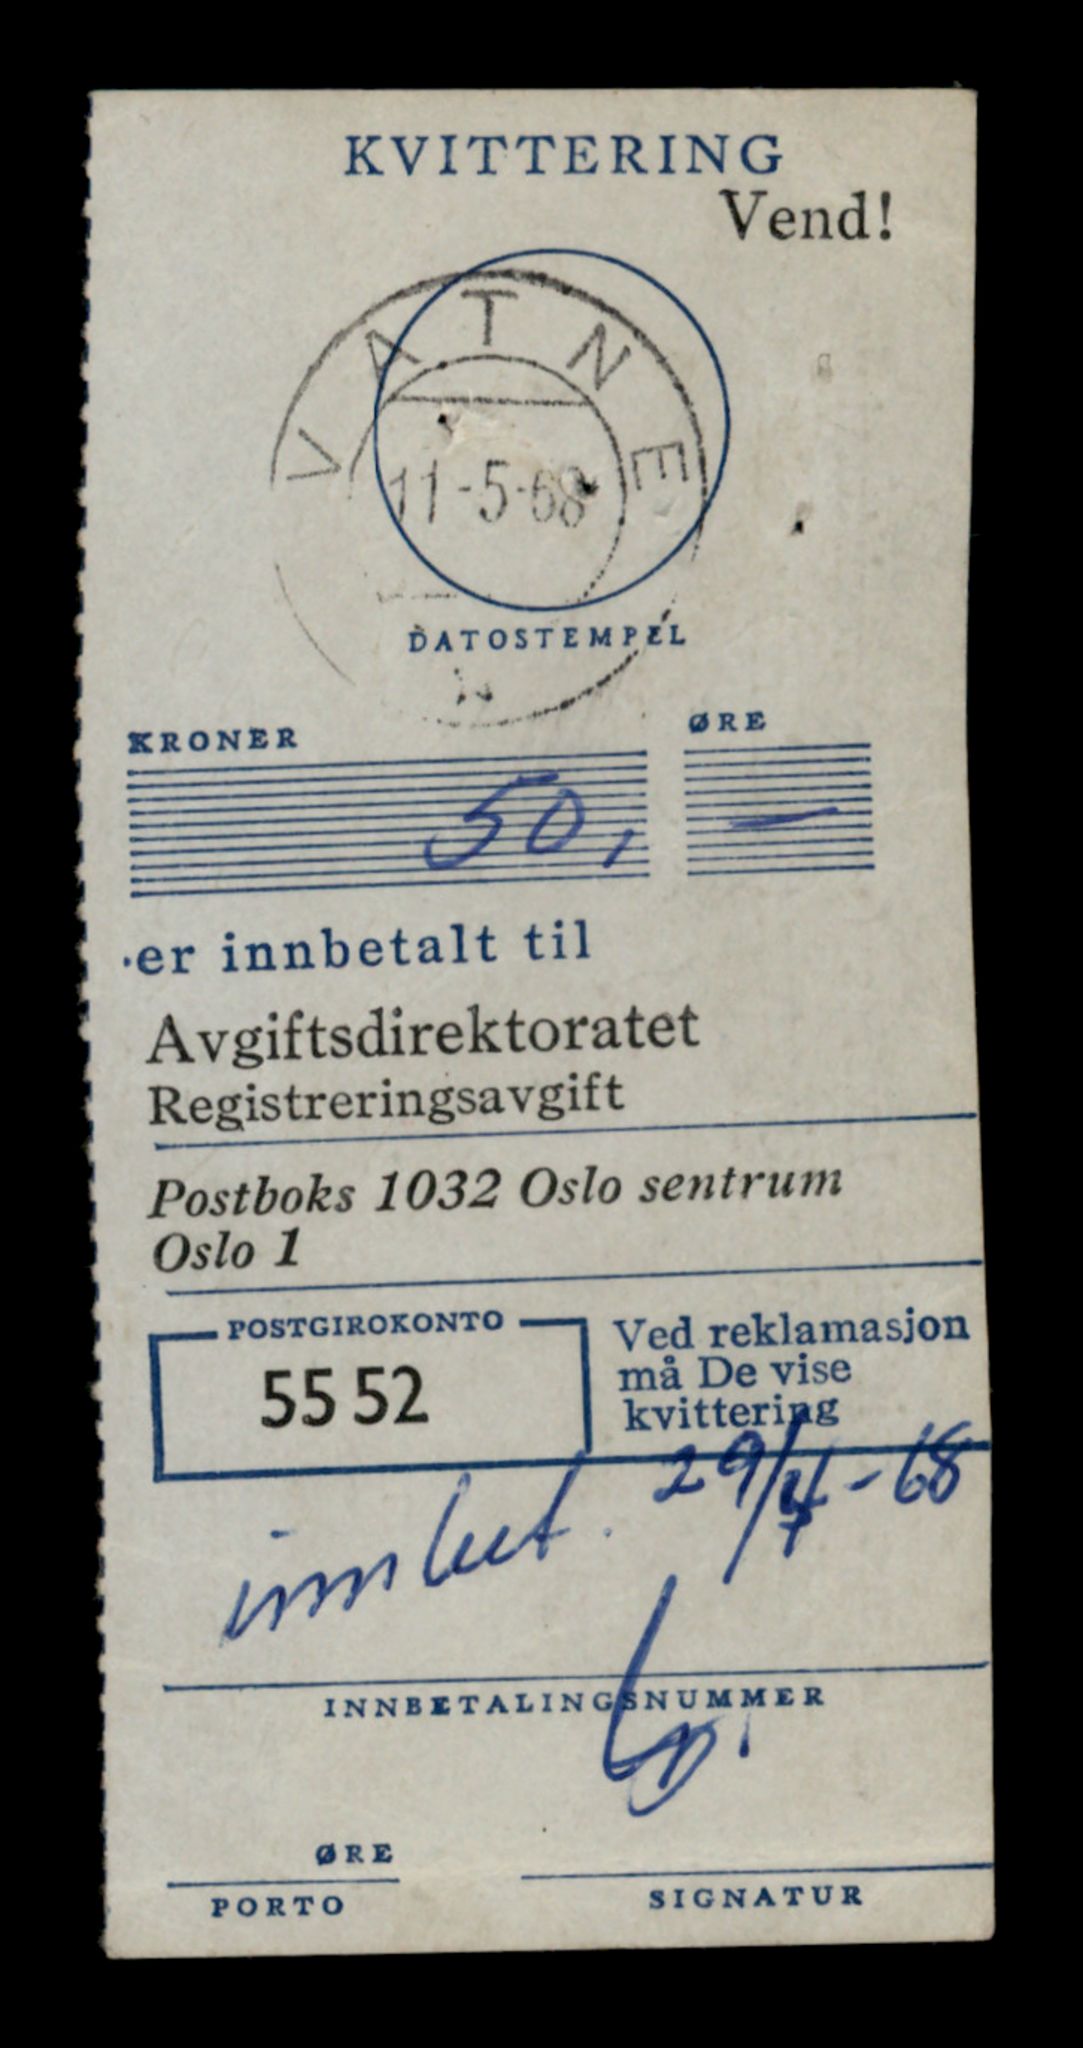 KVITTERING
Vend!
VATNE
11-5-68
DATOSTEMPEL
KRONER ØRE
50, —
er innbetalt til
Avgiftsdirektoratet
Registreringsavgift
Postboks 1032 Oslo sentrum
Oslo 1
POSTGIROKONTO
55 52
Ved reklamasjon
må De vise
kvittering
innbet. 29/4-68
INNBETALINGSNUMMER
ØRE
PORTO
SIGNATUR